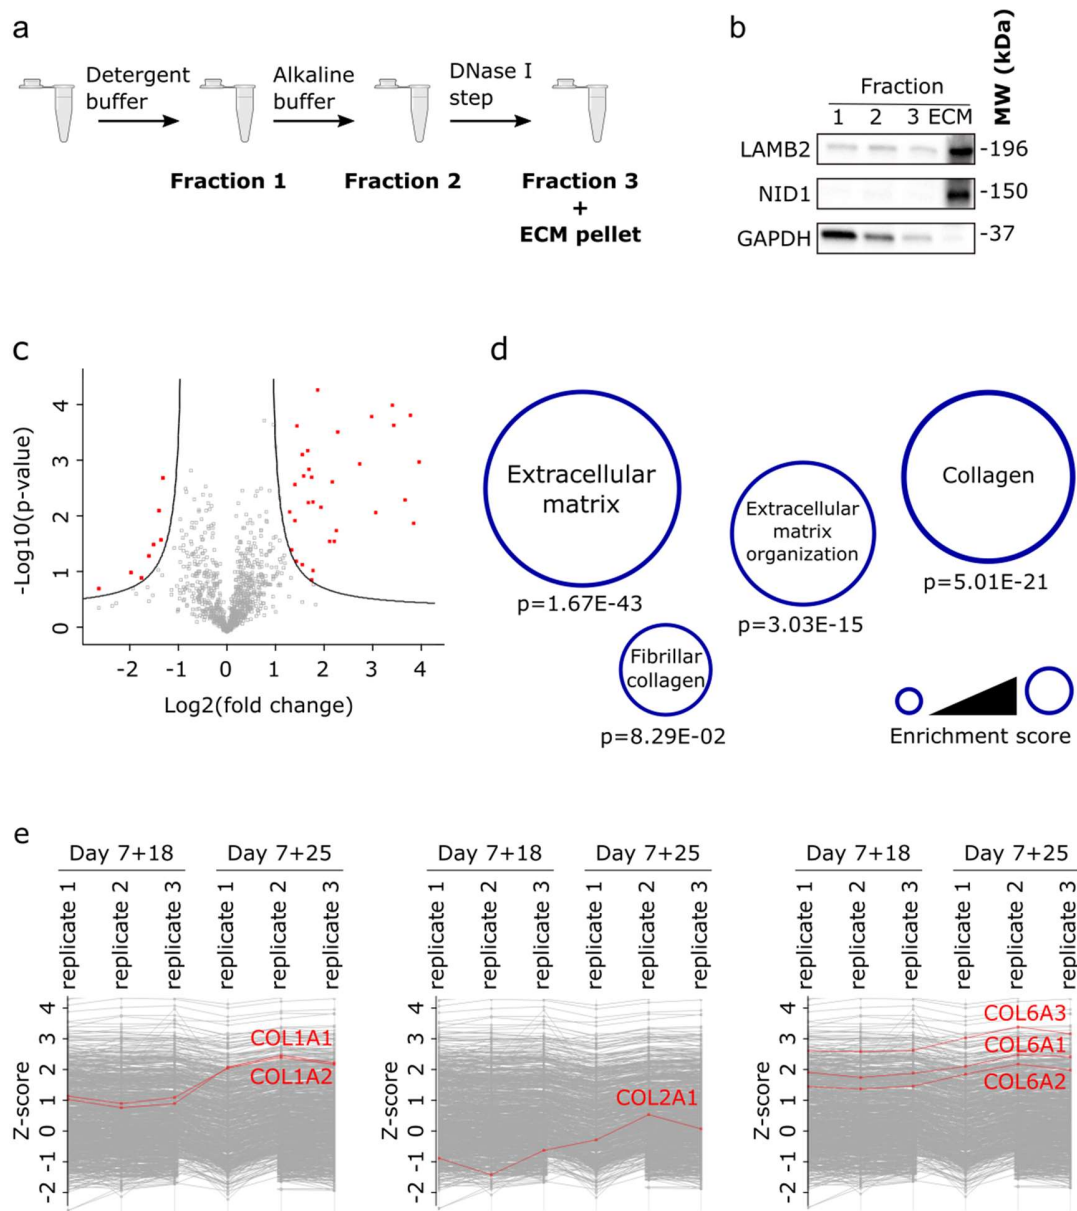 a
Detergent
buffer
Alkaline
buffer
DNase I
step
Fraction 1
Fraction 2
Fraction 3
+
ECM pellet
b
Fraction
MW (kDa)
1 2 3 ECM
LAMB2
-196
NID1
-150
GAPDH
-37
c
-Log10(p-value)
4
3
2
1
0
-2 -1 0 1 2 3 4
Log2(fold change)
d
Extracellular
matrix
p=1.67E-43
Extracellular
matrix
organization
p=3.03E-15
Collagen
p=5.01E-21
Fibrillar
collagen
p=8.29E-02
Enrichment score
e
Day 7+18
Day 7+25
replicate 1
replicate 2
replicate 3
replicate 1
replicate 2
replicate 3
Z-score
4
3
2
1
0
-1
-2
COL1A1
COL1A2
Day 7+18
Day 7+25
replicate 1
replicate 2
replicate 3
replicate 1
replicate 2
replicate 3
Z-score
4
3
2
1
0
-1
-2
COL2A1
Day 7+18
Day 7+25
replicate 1
replicate 2
replicate 3
replicate 1
replicate 2
replicate 3
Z-score
4
3
2
1
0
-1
-2
COL6A3
COL6A1
COL6A2